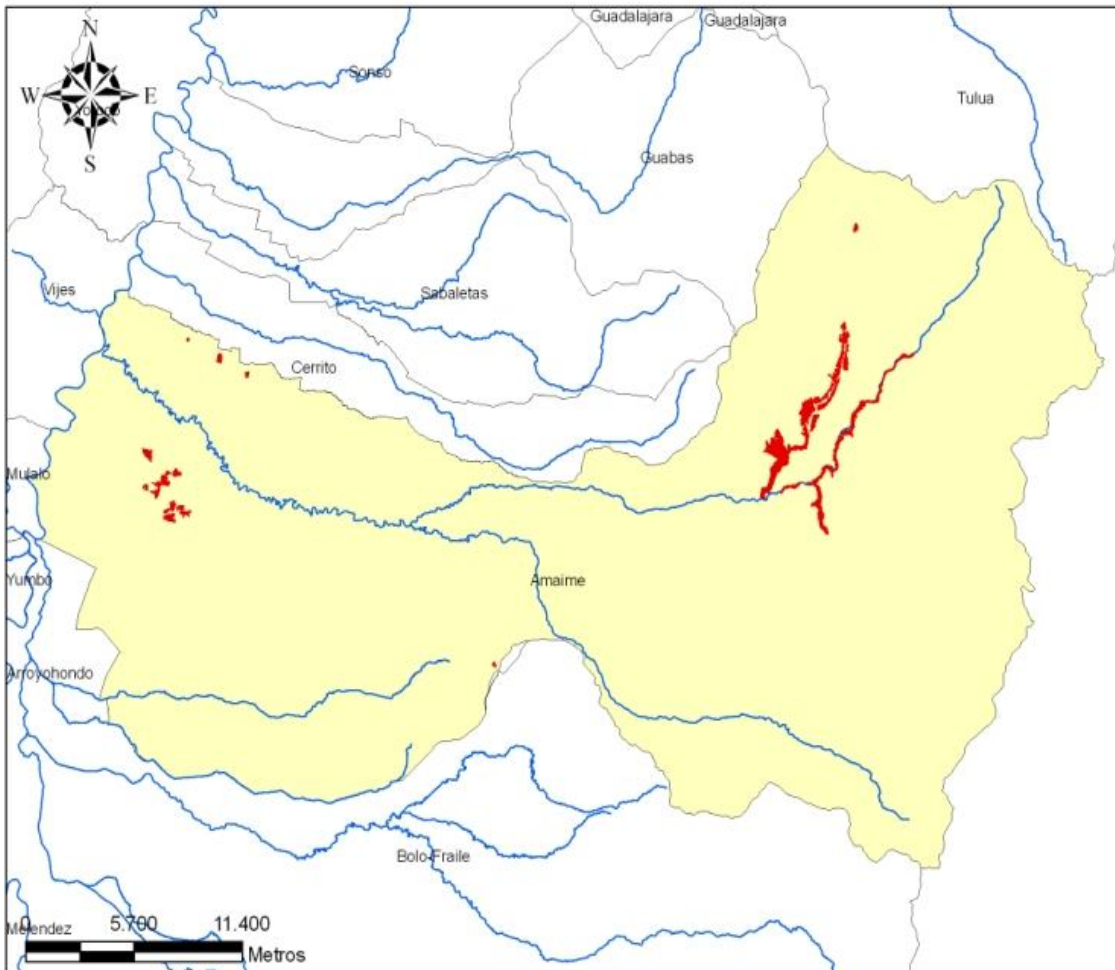 Guadalajara
Guadalajara
N
Sonso
W
E
Tulua
S
Guabas
Vijes
Sabaletas
Cerrito
Mulalo
Yumbo
Amaime
Arroyohondo
Bolo-Fraile
Melendez
0
5.700
11.400
Metros